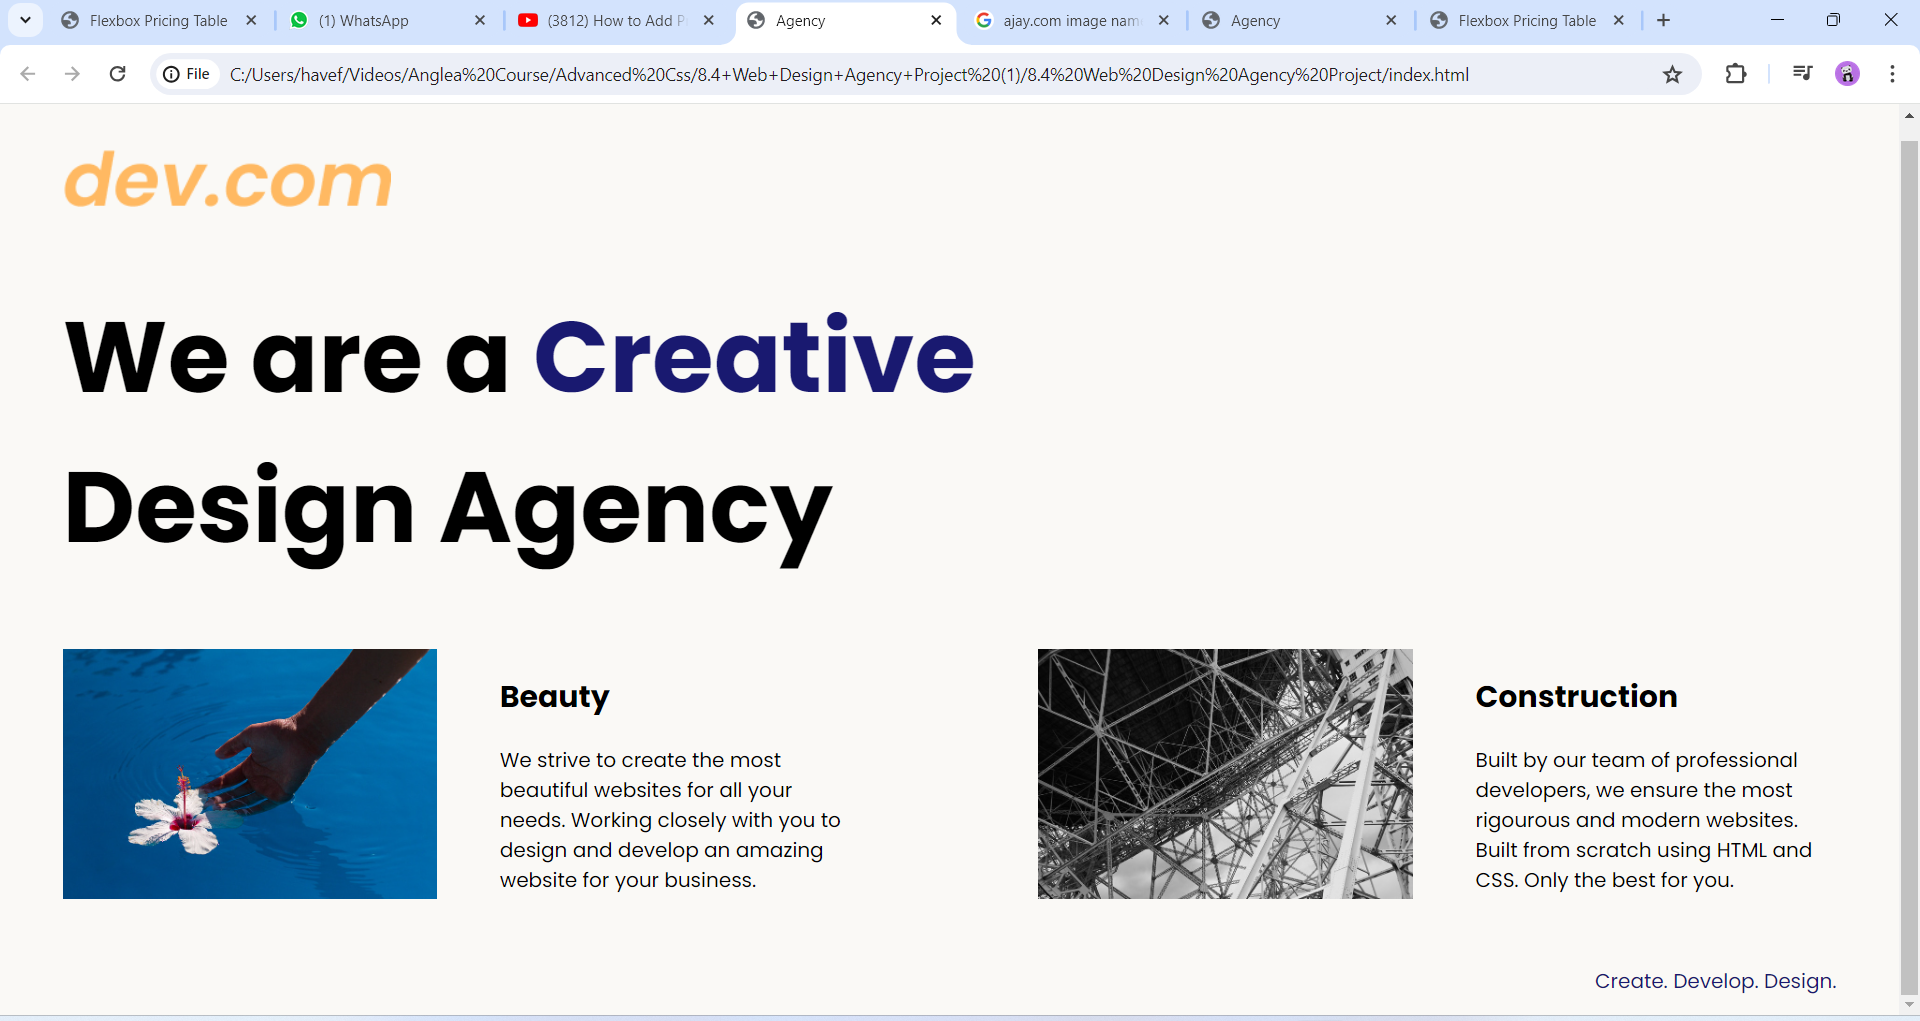 Flexbox Pricing Table
(1) WhatsApp
(3812) How to Add P
Agency
ajay.com image nam
Agency
Flexbox Pricing Table
File
C:/Users/havef/Videos/Anglea%20Course/Advanced%20Css/8.4+Web+Design+Agency+Project%20(1)/8.4%20Web%20Design%20Agency%20Project/index.html
dev.com
We are a Creative
Design Agency
Beauty
We strive to create the most
beautiful websites for all your
needs. Working closely with you to
design and develop an amazing
website for your business.
Construction
Built by our team of professional
developers, we ensure the most
rigourous and modern websites.
Built from scratch using HTML and
CSS. Only the best for you.
Create. Develop. Design.